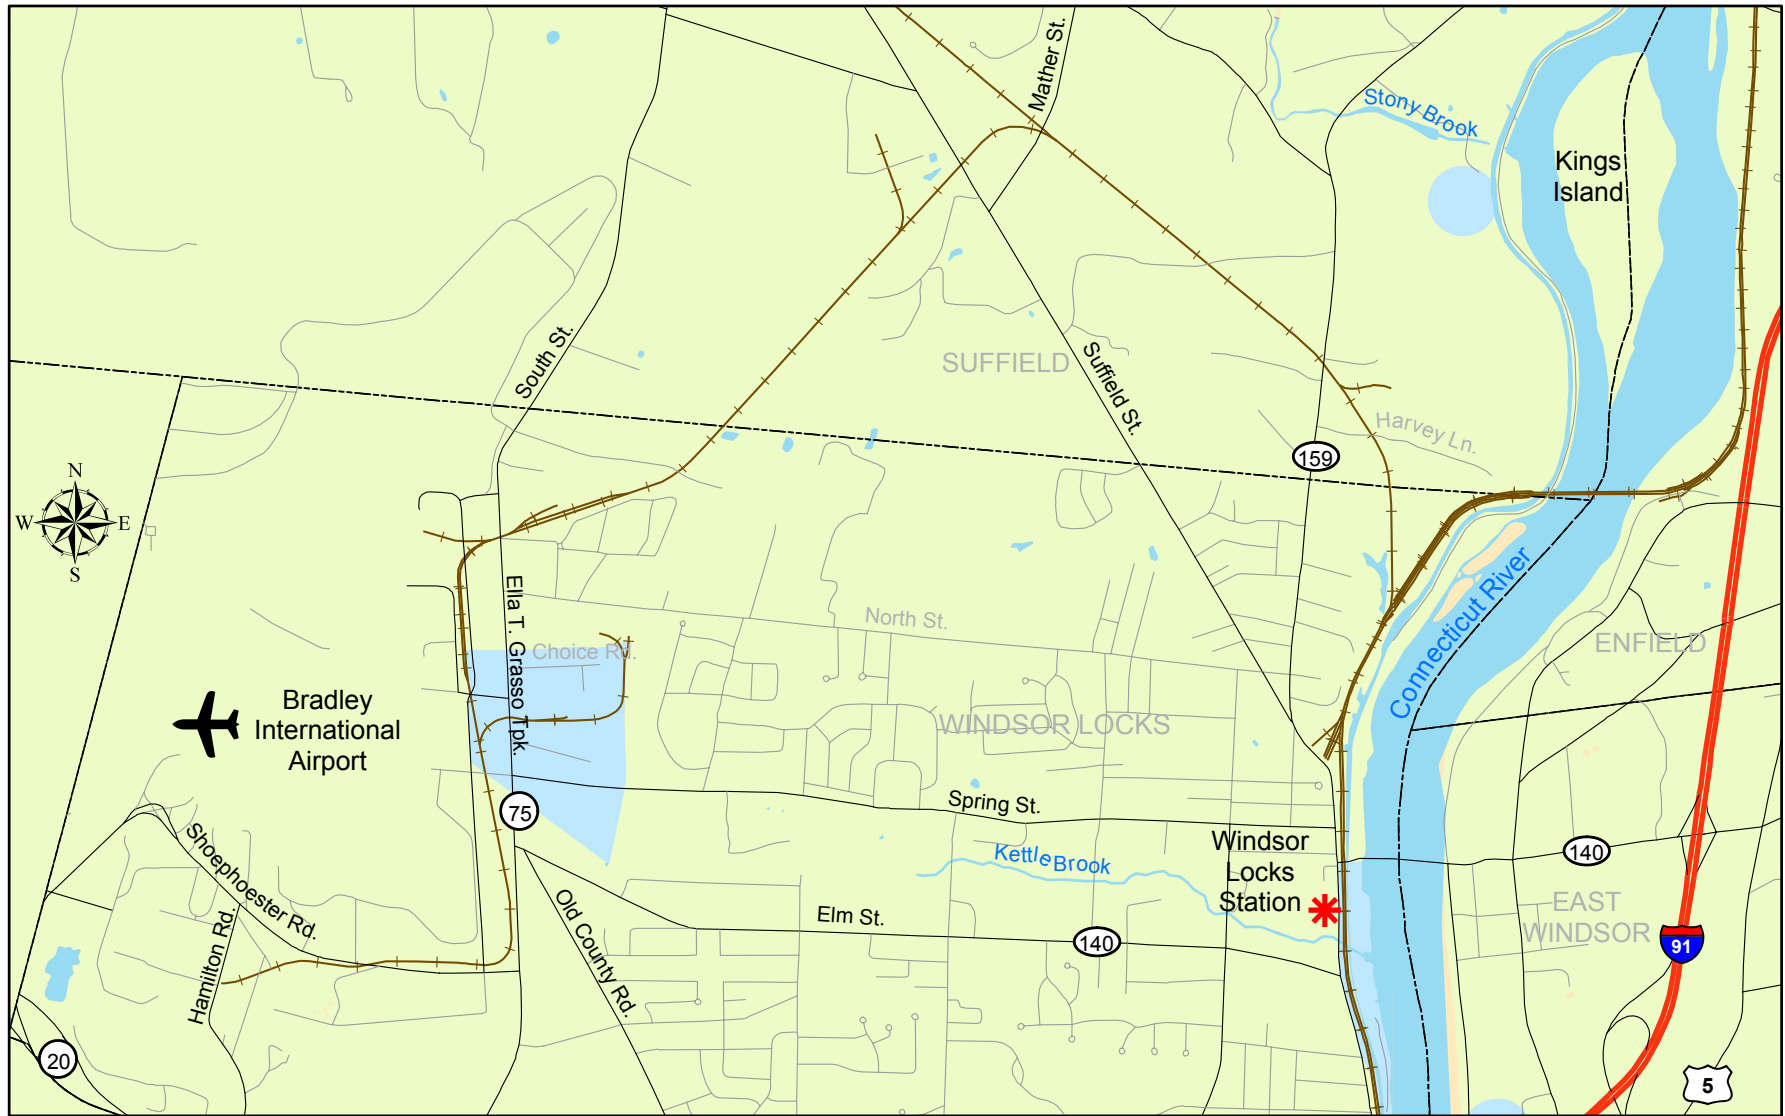 Mather St.
Stony Brook
Kings
Island
South St.
SUFFIELD
Suffield St.
Harvey Ln.
159
N
W
E
S
Ella T. Grasso Tpk.
North St.
Choice Rd.
Connecticut River
ENFIELD
Bradley
International
Airport
WINDSOR LOCKS
75
Spring St.
Shoephoester Rd.
Kettle Brook
Windsor
Locks
Station
140
Hamilton Rd.
Old County Rd.
Elm St.
140
EAST
WINDSOR
91
20
5